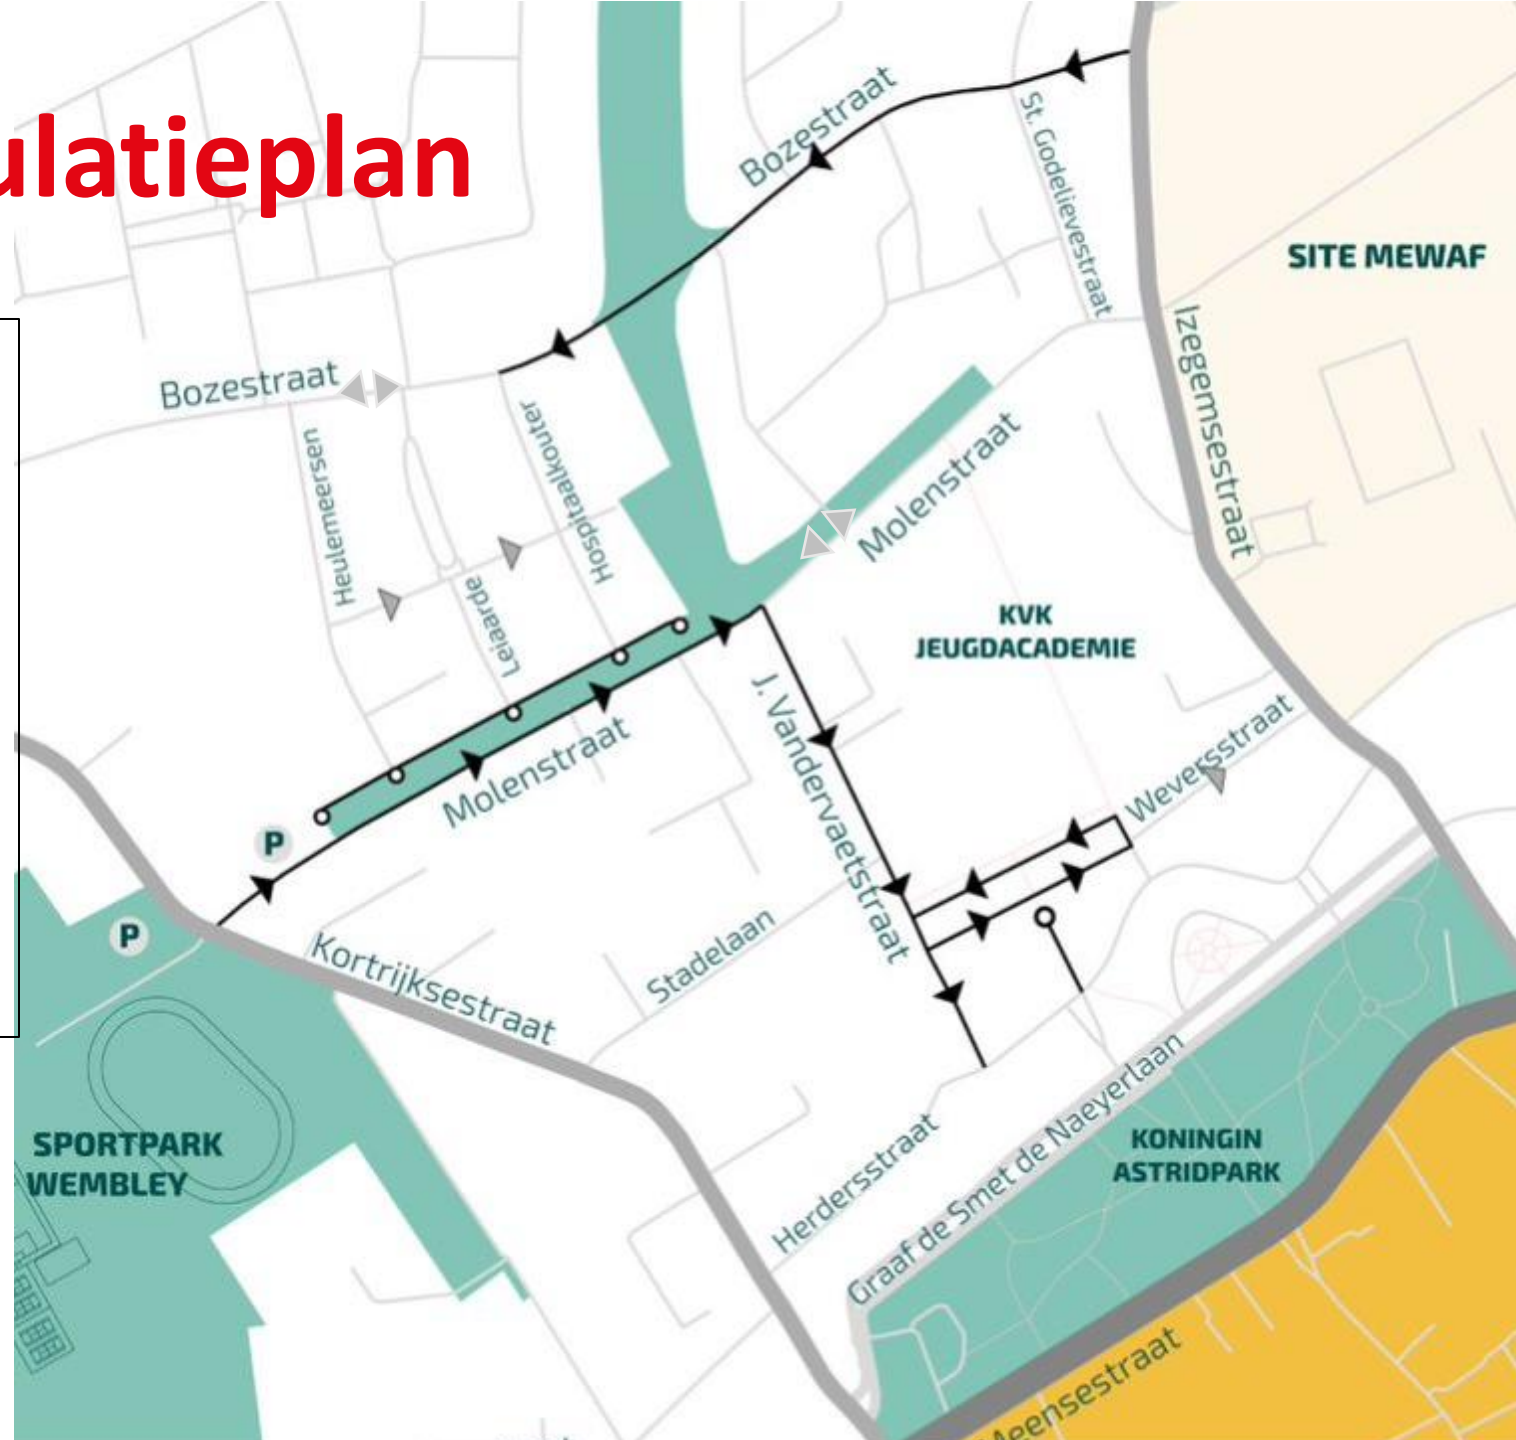 ulatieplan
Bozestraat
St. Godelievestraat
SITE MEWAF
Izegemsestraat
Bozestraat
Hospitaalkouter
Heulemeersen
Leiaarde
Molenstraat
KVK
JEUGDACADEMIE
Molenstraat
J. Vandervaetstraat
Weversstraat
P
P
Kortrijksestraat
Stadelaan
SPORTPARK
WEMBLEY
Herdersstraat
Graaf de Smet de Naeyerlaan
KONINGIN
ASTRIDPARK
Meensestraat